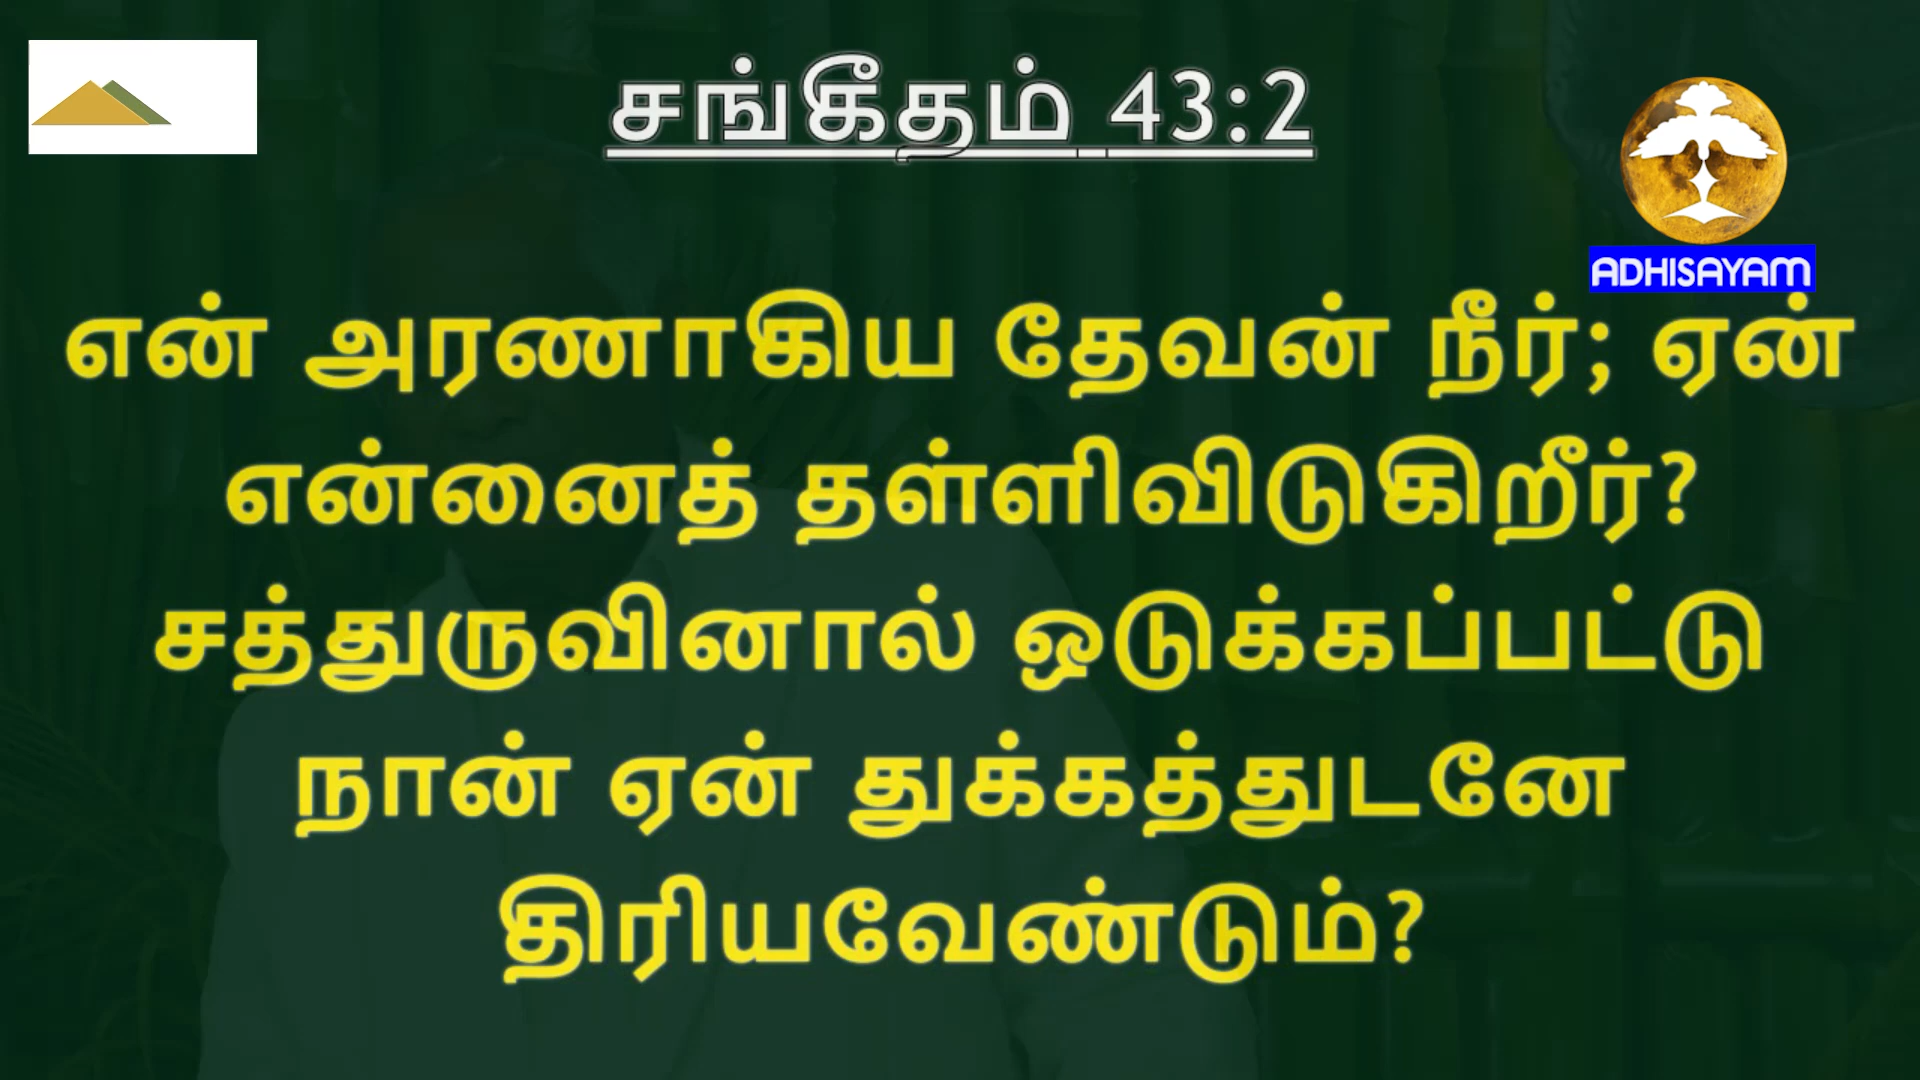 சங்கீதம் 43:2
ADHISAYAM
என் அரணாகிய தேவன் நீர்; ஏன்
என்னைத் தள்ளிவிடுகிறீர்?
சத்துருவினால் ஒடுக்கப்பட்டு
நான் ஏன் துக்கத்துடனே
திரியவேண்டும்?